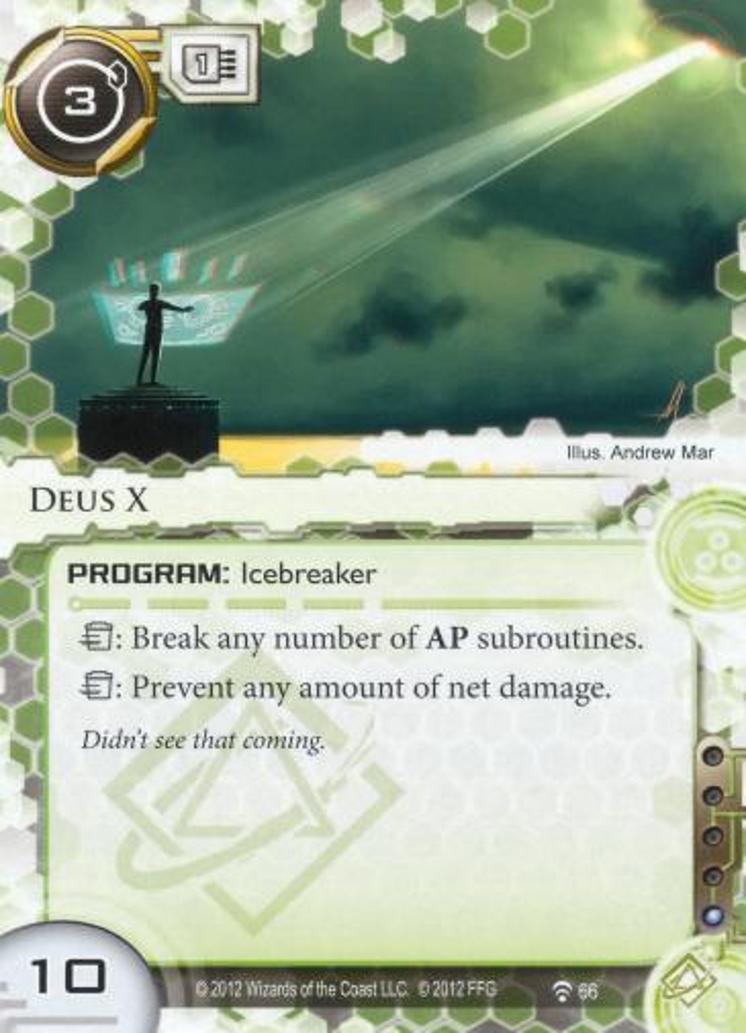 3
1
Illus. Andrew Mar
DEUS X
PROGRAM: Icebreaker
: Break any number of AP subroutines.
: Prevent any amount of net damage.
Didn't see that coming.
10
© 2012 Wizards of the Coast LLC. © 2012 FFG
66